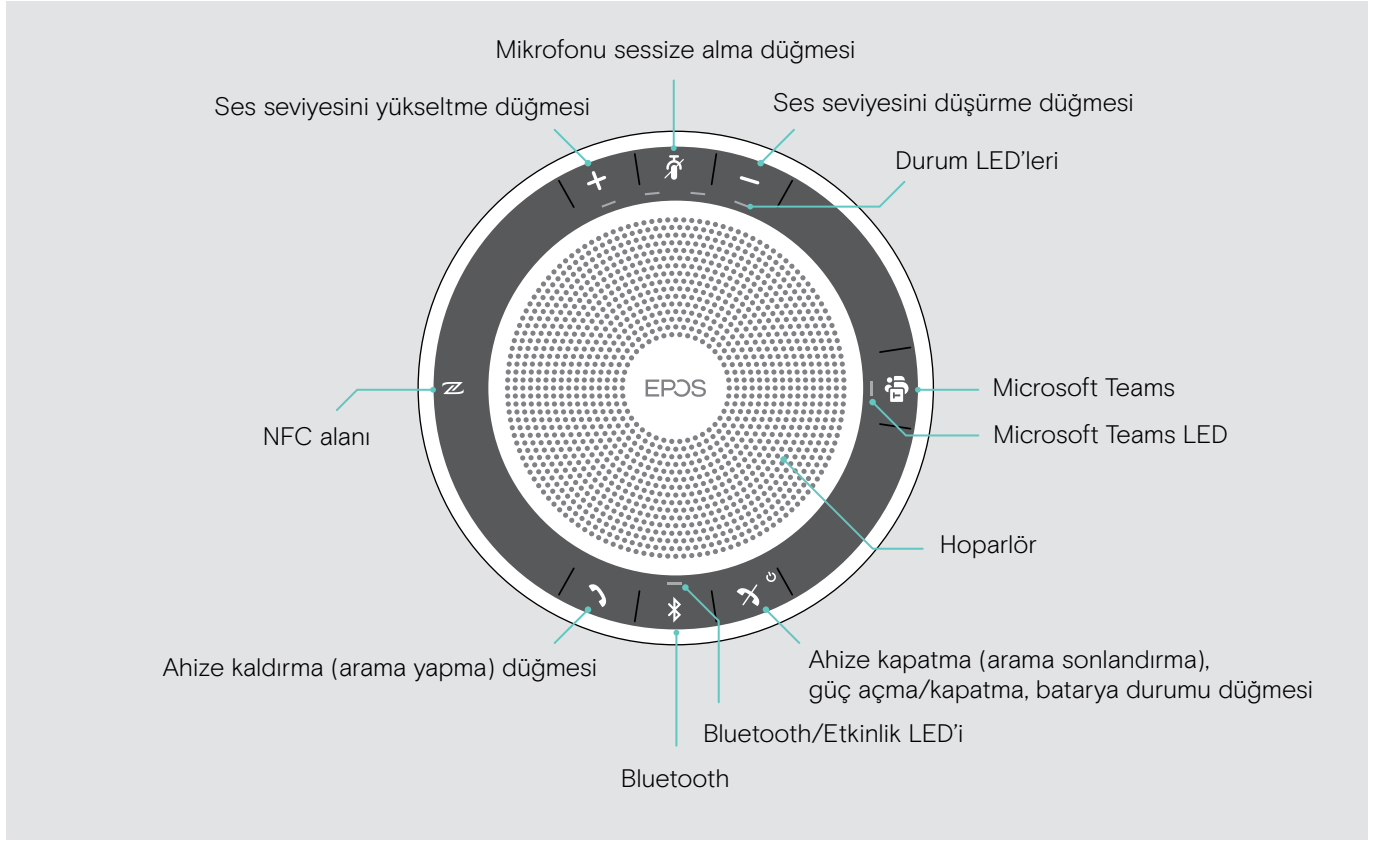 Mikrofonu sessize alma düğmesi
Ses seviyesini yükseltme düğmesi
Ses seviyesini düşürme düğmesi
Durum LED’leri
EPOS
Microsoft Teams
NFC alanı
Microsoft Teams LED
Hoparlör
Ahize kaldırma (arama yapma) düğmesi
Ahize kapatma (arama sonlandırma),
güç açma/kapatma, batarya durumu düğmesi
Bluetooth/Etkinlik LED’i
Bluetooth